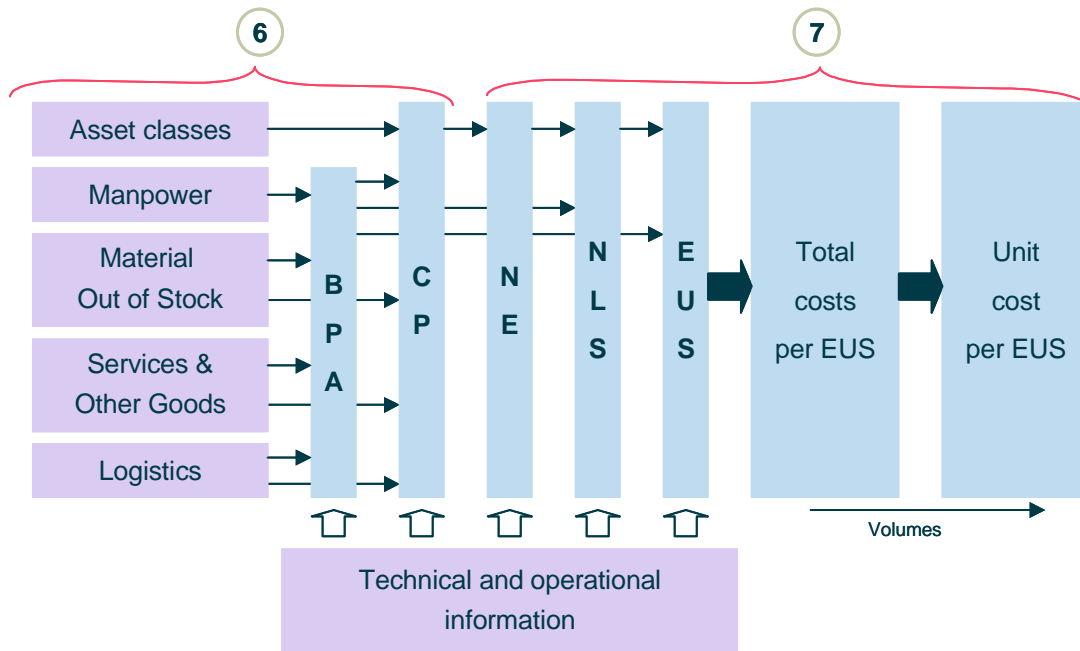 6
7
Asset classes
Manpower
Material
Out of Stock
Services &
Other Goods
Logistics
B
P
A
C
P
N
E
N
L
S
E
U
S
Total
costs
per EUS
Unit
cost
per EUS
Volumes
Technical and operational
information